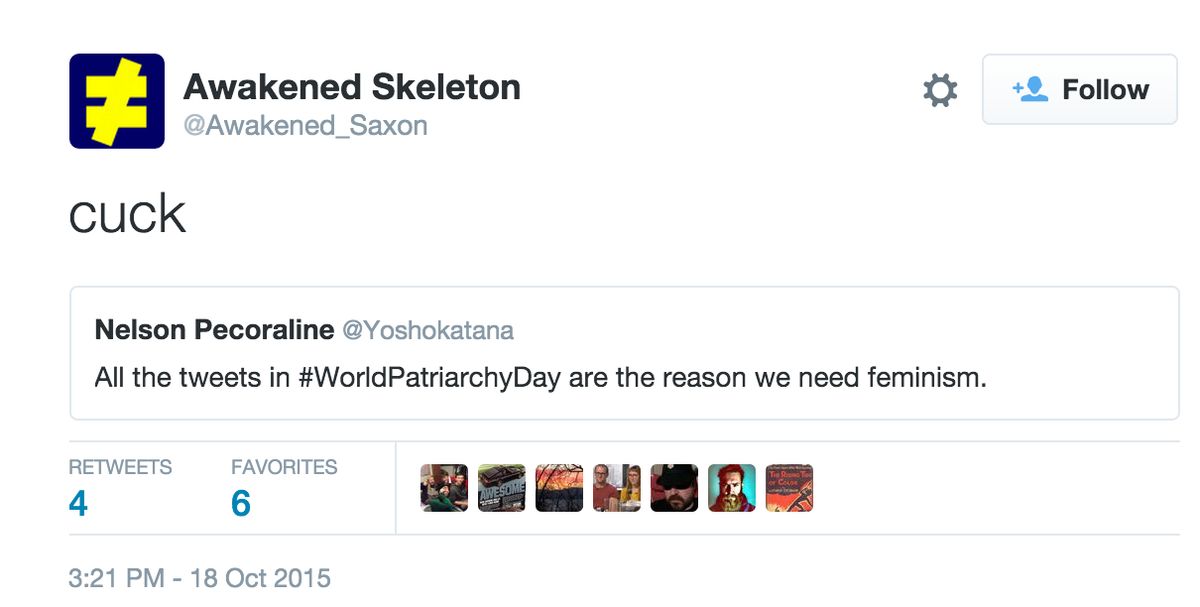 Awakened Skeleton
@Awakened_Saxon
Follow
cuck
Nelson Pecoraline @Yoshokatana
All the tweets in #WorldPatriarchyDay are the reason we need feminism.
RETWEETS
4
FAVORITES
6
AWESOME
THE RISING TIDE
OF COLOR
3:21 PM - 18 Oct 2015